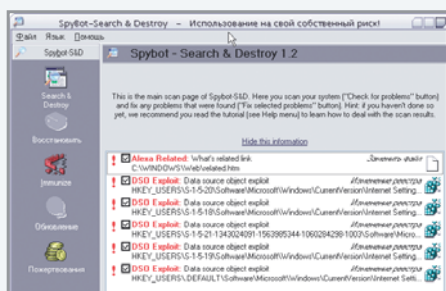 SpyBot-Search & Destroy – Использование на свой собственный риск!
Файл Язык Помощь
Spybot-S&D
Spybot - Search & Destroy 1.2
Search & Destroy
Восстановить
Immunize
Обновление
Пожертвования
This is the main scan page of Spybot-S&D. Here you scan your system ("Check for problems" button)
and fix any problems that were found ("Fix selected problems" button). Hint: if you haven't done so
yet, we recommend you read the tutorial (see Help menu) to learn how to deal with the scan results.
Hide this information
Alexa Related: What's related link Заменить файл
C:\WINDOWS\Web\related.htm
DSO Exploit: Data source object exploit Изменение реестра
HKEY_USERS\S-1-5-20\Software\Microsoft\Windows\CurrentVersion\Internet Setting...
DSO Exploit: Data source object exploit Изменение реестра
HKEY_USERS\S-1-5-18\Software\Microsoft\Windows\CurrentVersion\Internet Setting...
DSO Exploit: Data source object exploit Изменение реестра
HKEY_USERS\S-1-5-21-1343024091-1563985344-1060284298-1003\Software\Micro...
DSO Exploit: Data source object exploit Изменение реестра
HKEY_USERS\S-1-5-19\Software\Microsoft\Windows\CurrentVersion\Internet Setting...
DSO Exploit: Data source object exploit Изменение реестра
HKEY_USERS\.DEFAULT\Software\Microsoft\Windows\CurrentVersion\Internet Setti...